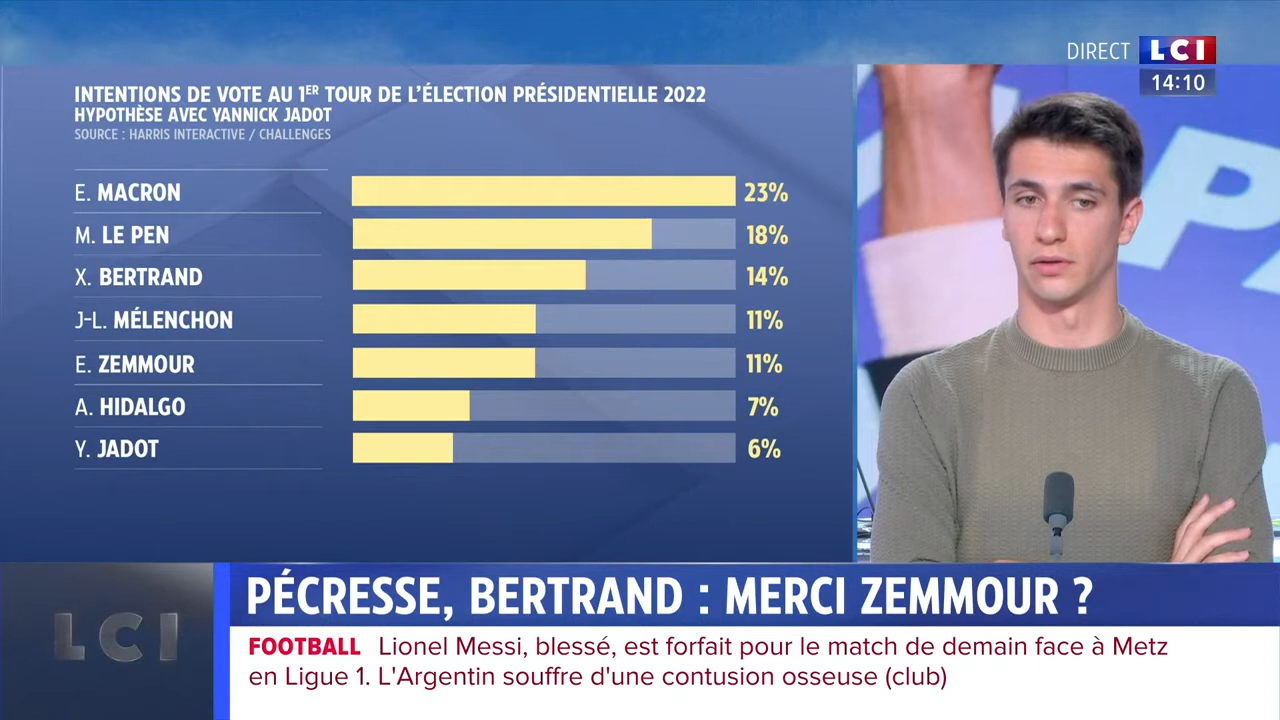 DIRECT LCI
14:10
INTENTIONS DE VOTE AU 1ER TOUR DE L'ÉLECTION PRÉSIDENTIELLE 2022
HYPOTHÈSE AVEC YANNICK JADOT
SOURCE : HARRIS INTERACTIVE / CHALLENGES
E. MACRON 23%
M. LE PEN 18%
X. BERTRAND 14%
J-L. MÉLENCHON 11%
E. ZEMMOUR 11%
A. HIDALGO 7%
Y. JADOT 6%
LCI
PÉCRESSE, BERTRAND : MERCI ZEMMOUR ?
FOOTBALL Lionel Messi, blessé, est forfait pour le match de demain face à Metz
en Ligue 1. L'Argentin souffre d'une contusion osseuse (club)